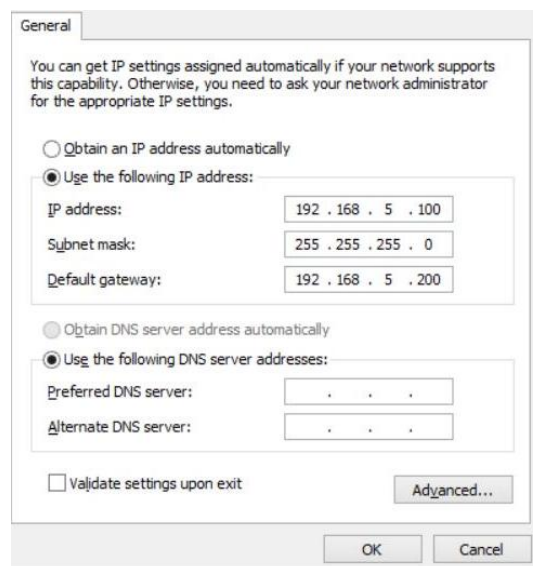 General
You can get IP settings assigned automatically if your network supports
this capability. Otherwise, you need to ask your network administrator
for the appropriate IP settings.
Obtain an IP address automatically
Use the following IP address:
IP address: 192 . 168 . 5 . 100
Subnet mask: 255 . 255 . 255 . 0
Default gateway: 192 . 168 . 5 . 200
Obtain DNS server address automatically
Use the following DNS server addresses:
Preferred DNS server: . . .
Alternate DNS server: . . .
Validate settings upon exit
Advanced...
OK Cancel